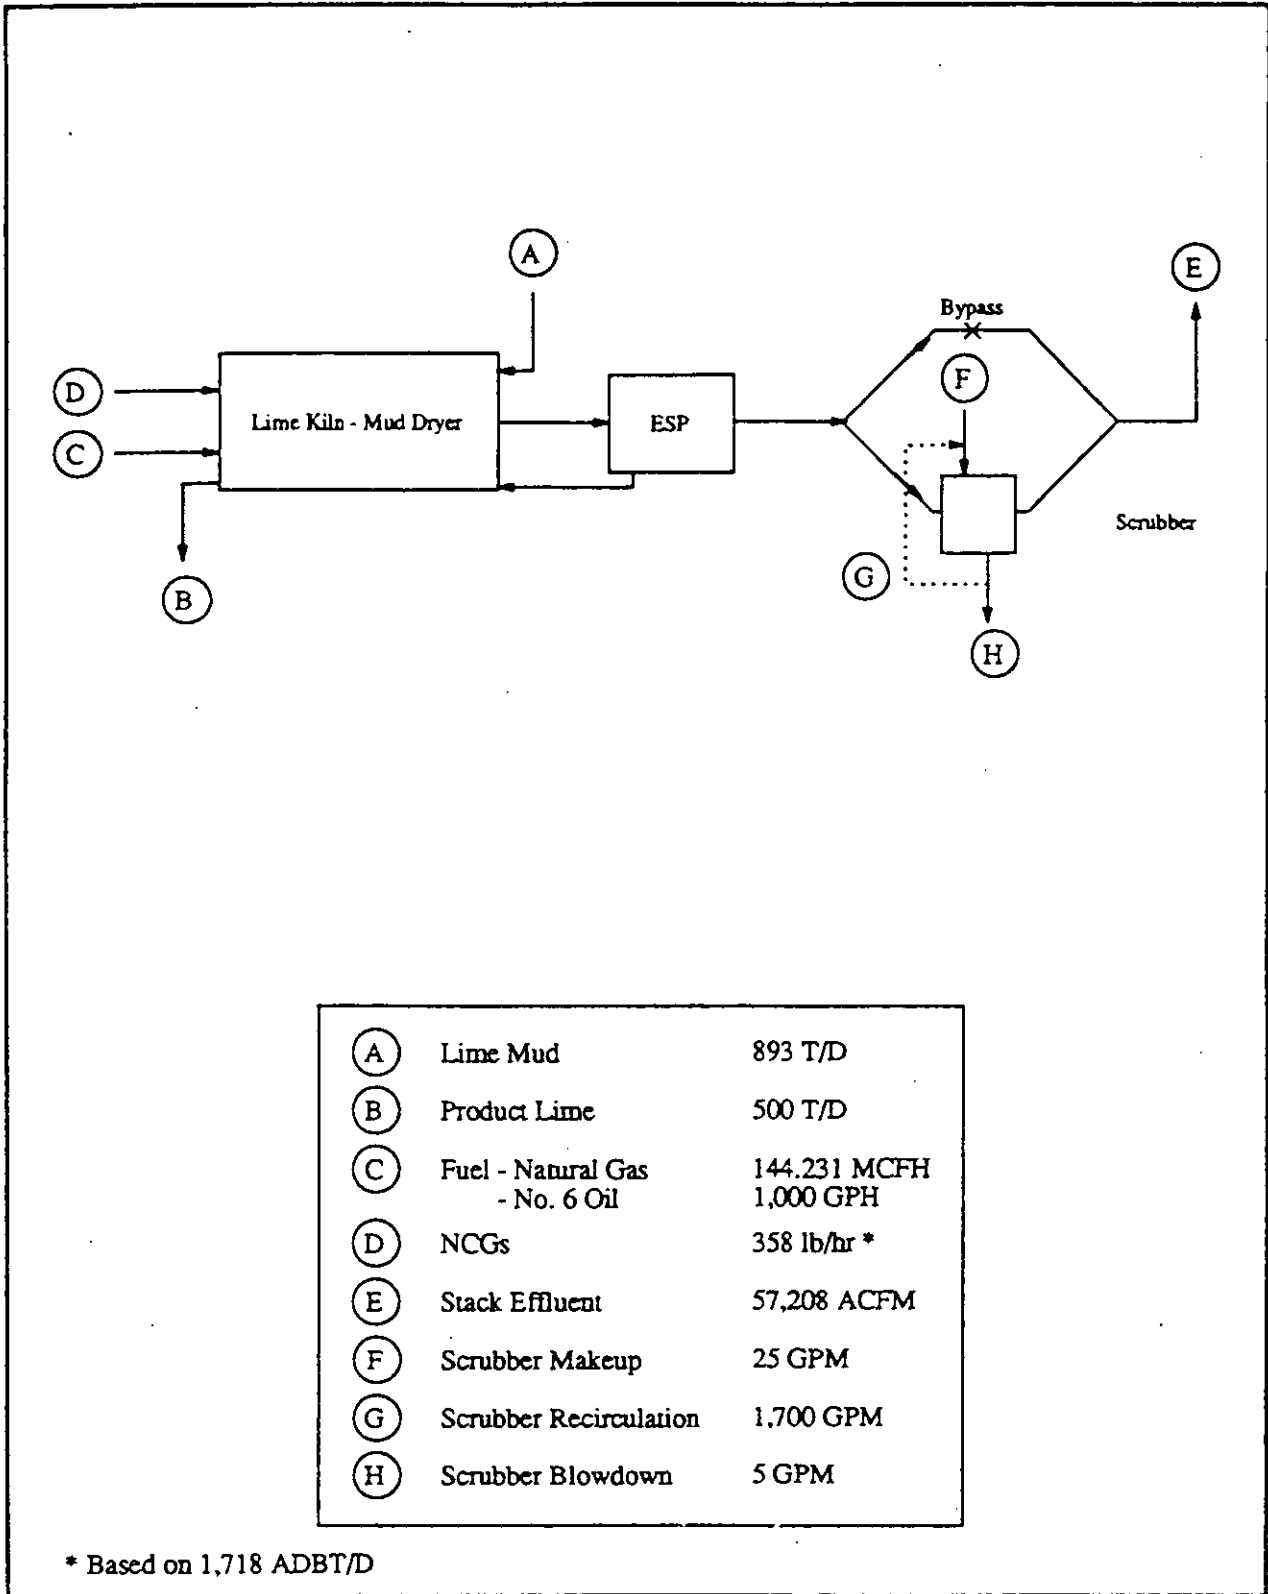 A
E
Bypass
D
Lime Kiln - Mud Dryer
ESP
F
C
Scrubber
G
B
H
A Lime Mud 893 T/D
B Product Lime 500 T/D
C Fuel - Natural Gas 144.231 MCFH
- No. 6 Oil 1,000 GPH
D NCGs 358 lb/hr *
E Stack Effluent 57,208 ACFM
F Scrubber Makeup 25 GPM
G Scrubber Recirculation 1,700 GPM
H Scrubber Blowdown 5 GPM
* Based on 1,718 ADBT/D